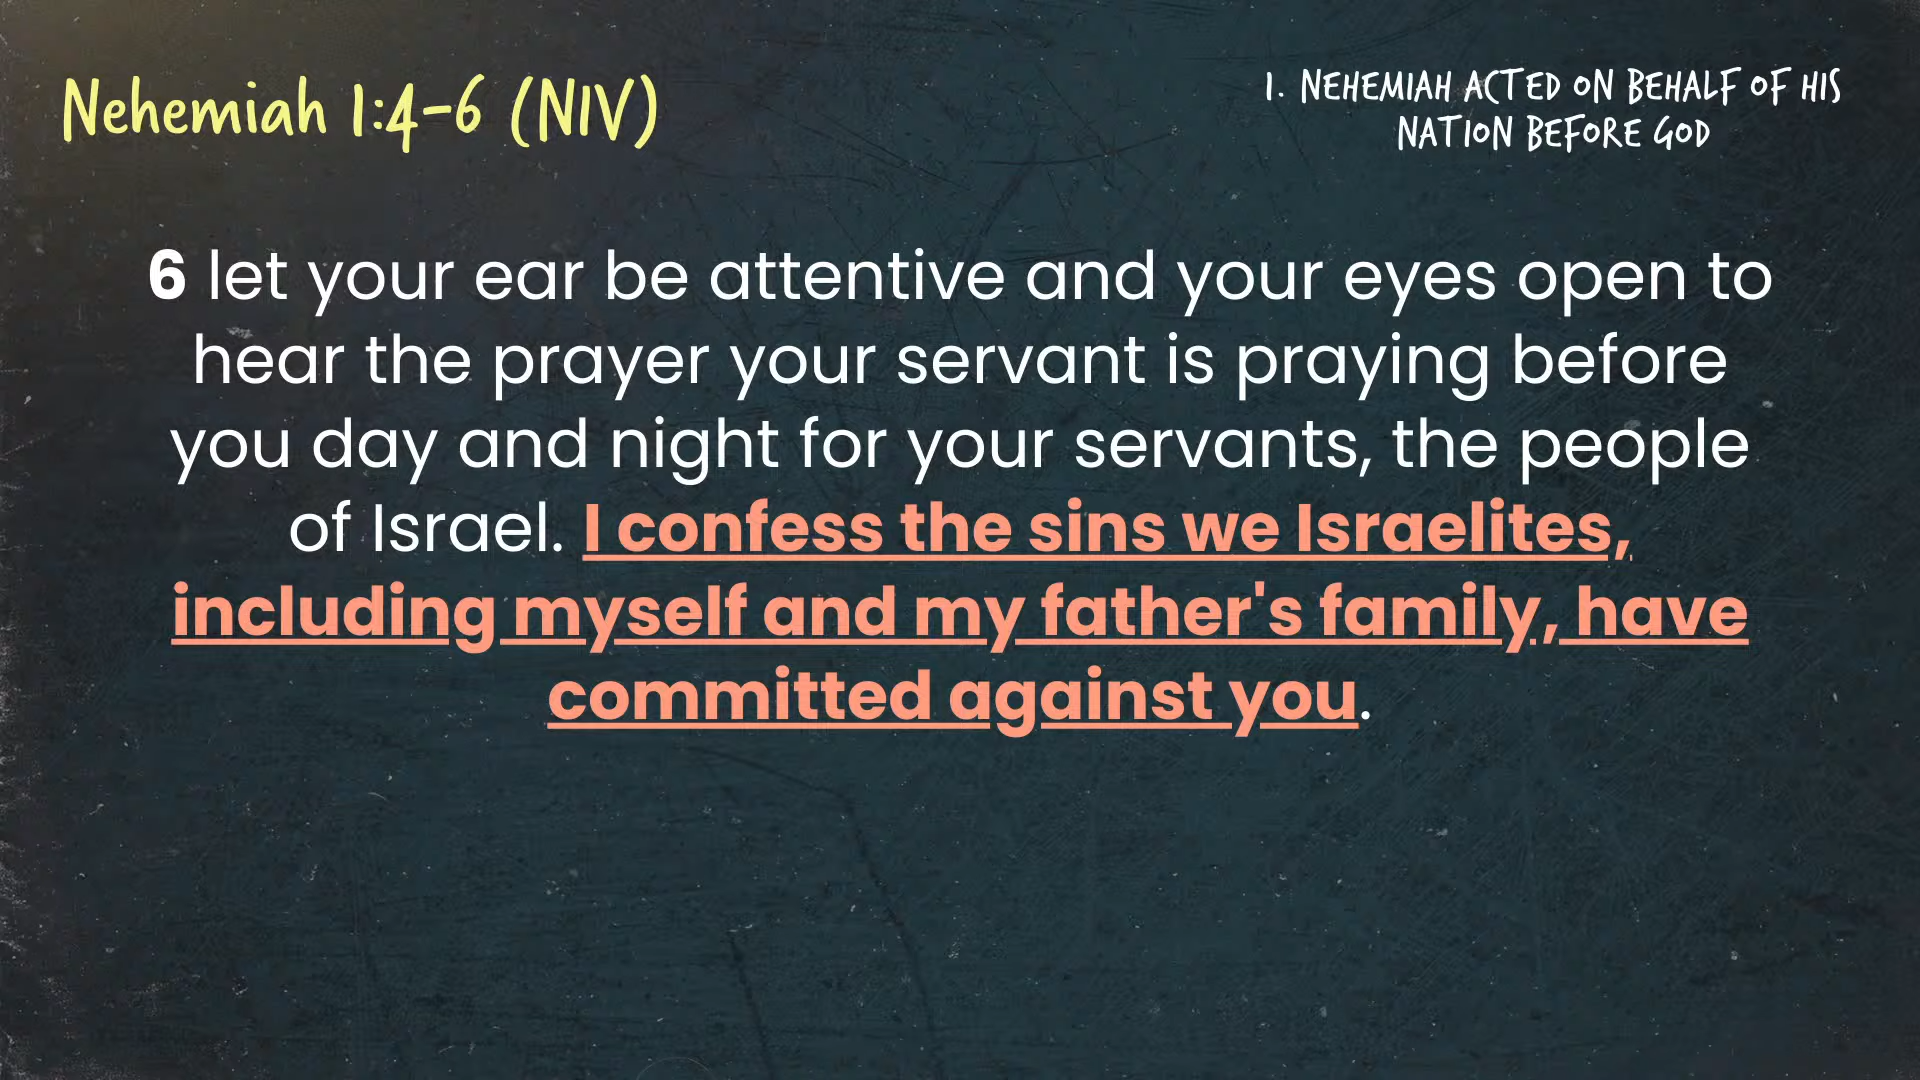 Nehemiah 1:4-6 (NIV)
1. NEHEMIAH ACTED ON BEHALF OF HIS
NATION BEFORE GOD
6 let your ear be attentive and your eyes open to
hear the prayer your servant is praying before
you day and night for your servants, the people
of Israel. I confess the sins we Israelites,
including myself and my father's family, have
committed against you.